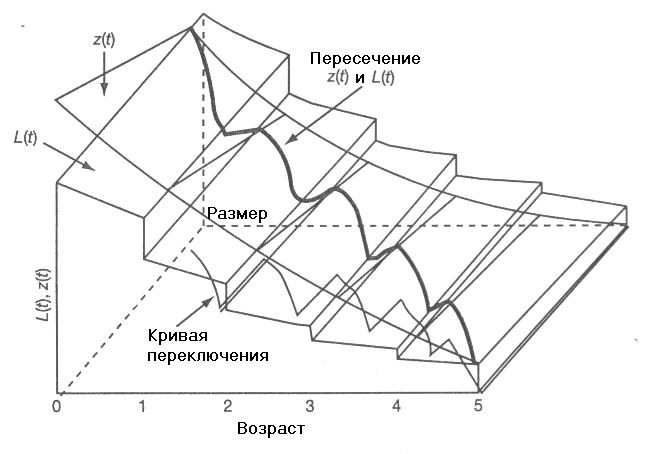 z(t)
Пересечение
z(t) и L(t)
L(t)
Размер
L(t), z(t)
Кривая
переключения
0 1 2 3 4 5
Возраст